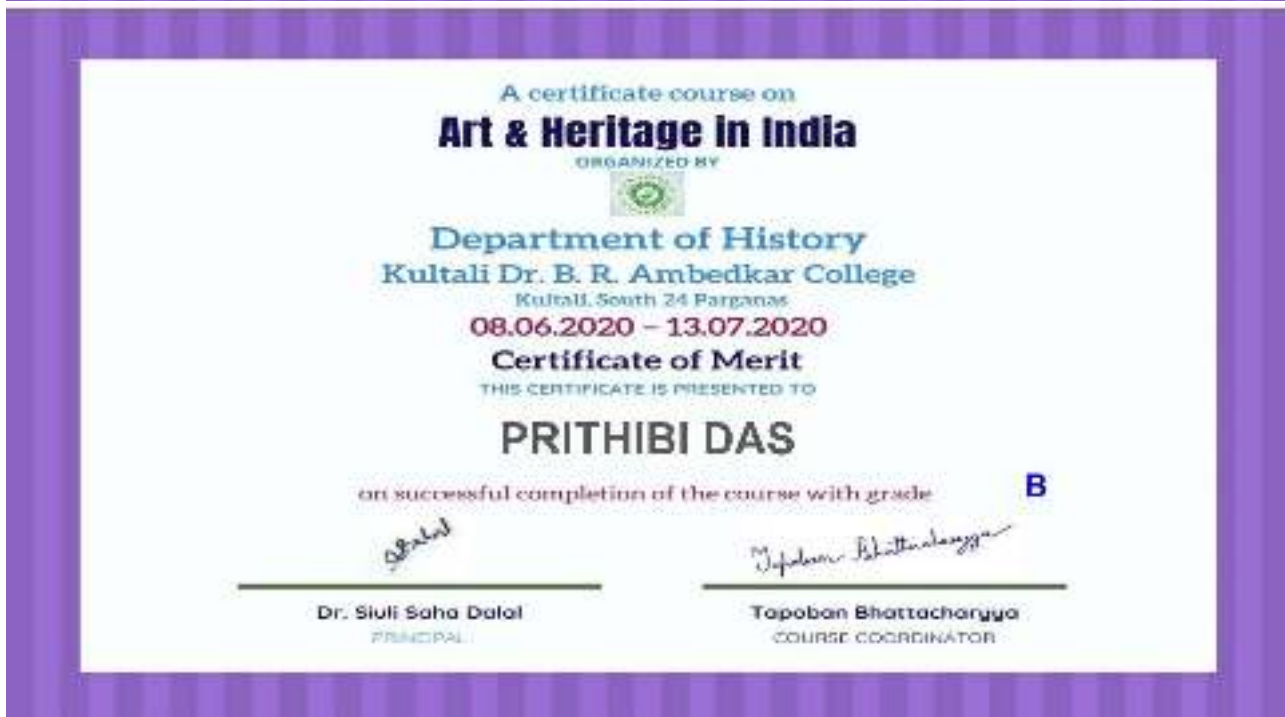 A certificate course on
Art & Heritage in India
ORGANIZED BY
Department of History
Kultali Dr. B. R. Ambedkar College
Kultali, South 24 Parganas
08.06.2020 – 13.07.2020
Certificate of Merit
THIS CERTIFICATE IS PRESENTED TO
PRITHIBI DAS
on successful completion of the course with grade B
Tapoban Bhattacharyya
Dr. Siuli Saha Dalal Tapoban Bhattacharyya
PRINCIPAL COURSE COORDINATOR